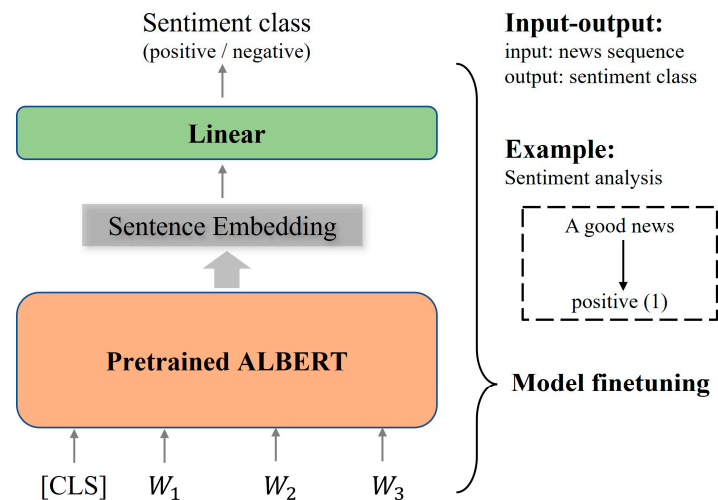 Sentiment class
(positive / negative)
Linear
Sentence Embedding
Pretrained ALBERT
[CLS] W1 W2 W3
Input-output:
input: news sequence
output: sentiment class
Example:
Sentiment analysis
A good news
positive (1)
Model finetuning